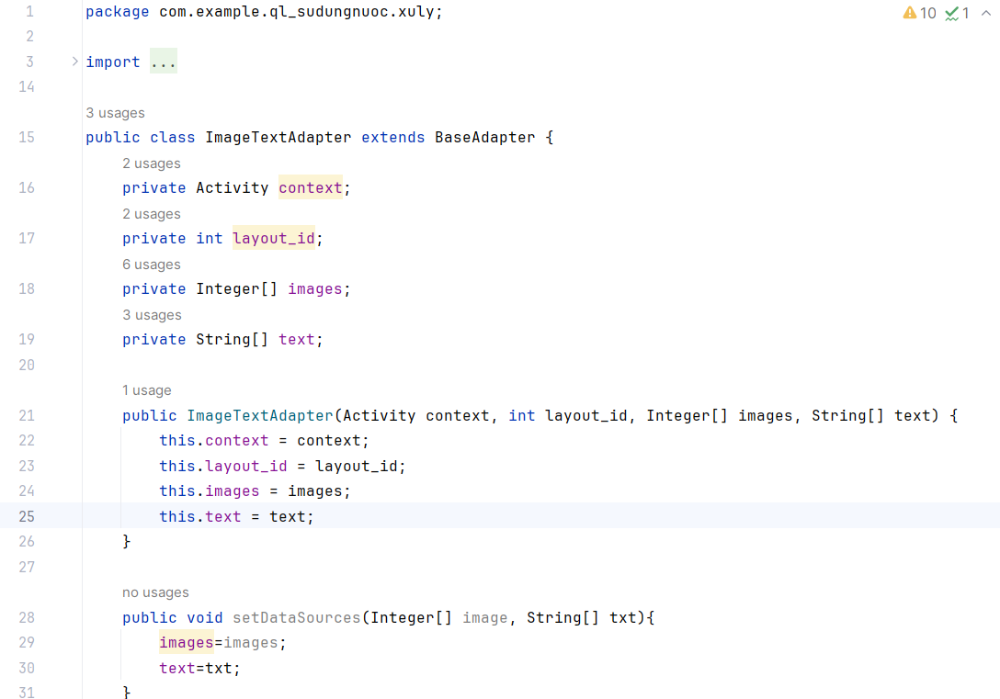 1 package com.example.ql_sudungnuoc.xuly; 10 1
2
3 import ...
14
3 usages
15 public class ImageTextAdapter extends BaseAdapter {
2 usages
16 private Activity context;
2 usages
17 private int layout_id;
6 usages
18 private Integer[] images;
3 usages
19 private String[] text;
20
1 usage
21 public ImageTextAdapter(Activity context, int layout_id, Integer[] images, String[] text) {
22 this.context = context;
23 this.layout_id = layout_id;
24 this.images = images;
25 this.text = text;
26 }
27
no usages
28 public void setDataSources(Integer[] image, String[] txt){
29 images=images;
30 text=txt;
31 }